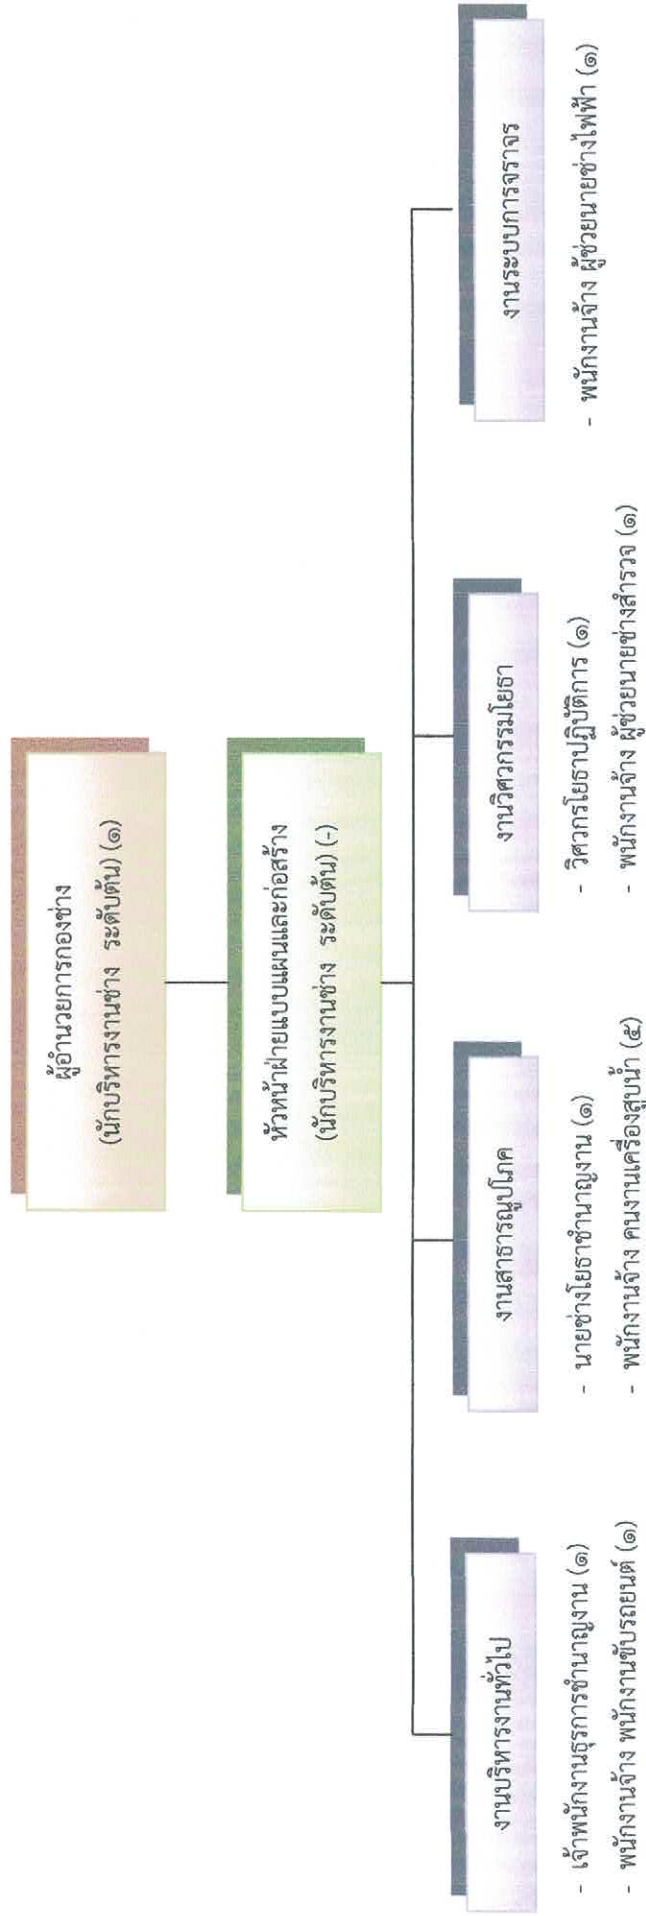 ผู้อำนวยการกองช่าง
(นักบริหารงานช่าง ระดับต้น) (๑)
หัวหน้าฝ่ายแบบแผนและก่อสร้าง
(นักบริหารงานช่าง ระดับต้น) (-)
งานบริหารงานทั่วไป
- เจ้าพนักงานธุรการชำนาญงาน (๑)
- พนักงานจ้าง พนักงานขับรถยนต์ (๑)
งานสาธารณูปโภค
- นายช่างโยธาชำนาญงาน (๑)
- พนักงานจ้าง คนงานเครื่องสูบน้ำ (๕)
งานวิศวกรรมโยธา
- วิศวกรโยธาปฏิบัติการ (๑)
- พนักงานจ้าง ผู้ช่วยนายช่างสำรวจ (๑)
งานระบบการจราจร
- พนักงานจ้าง ผู้ช่วยนายช่างไฟฟ้า (๑)